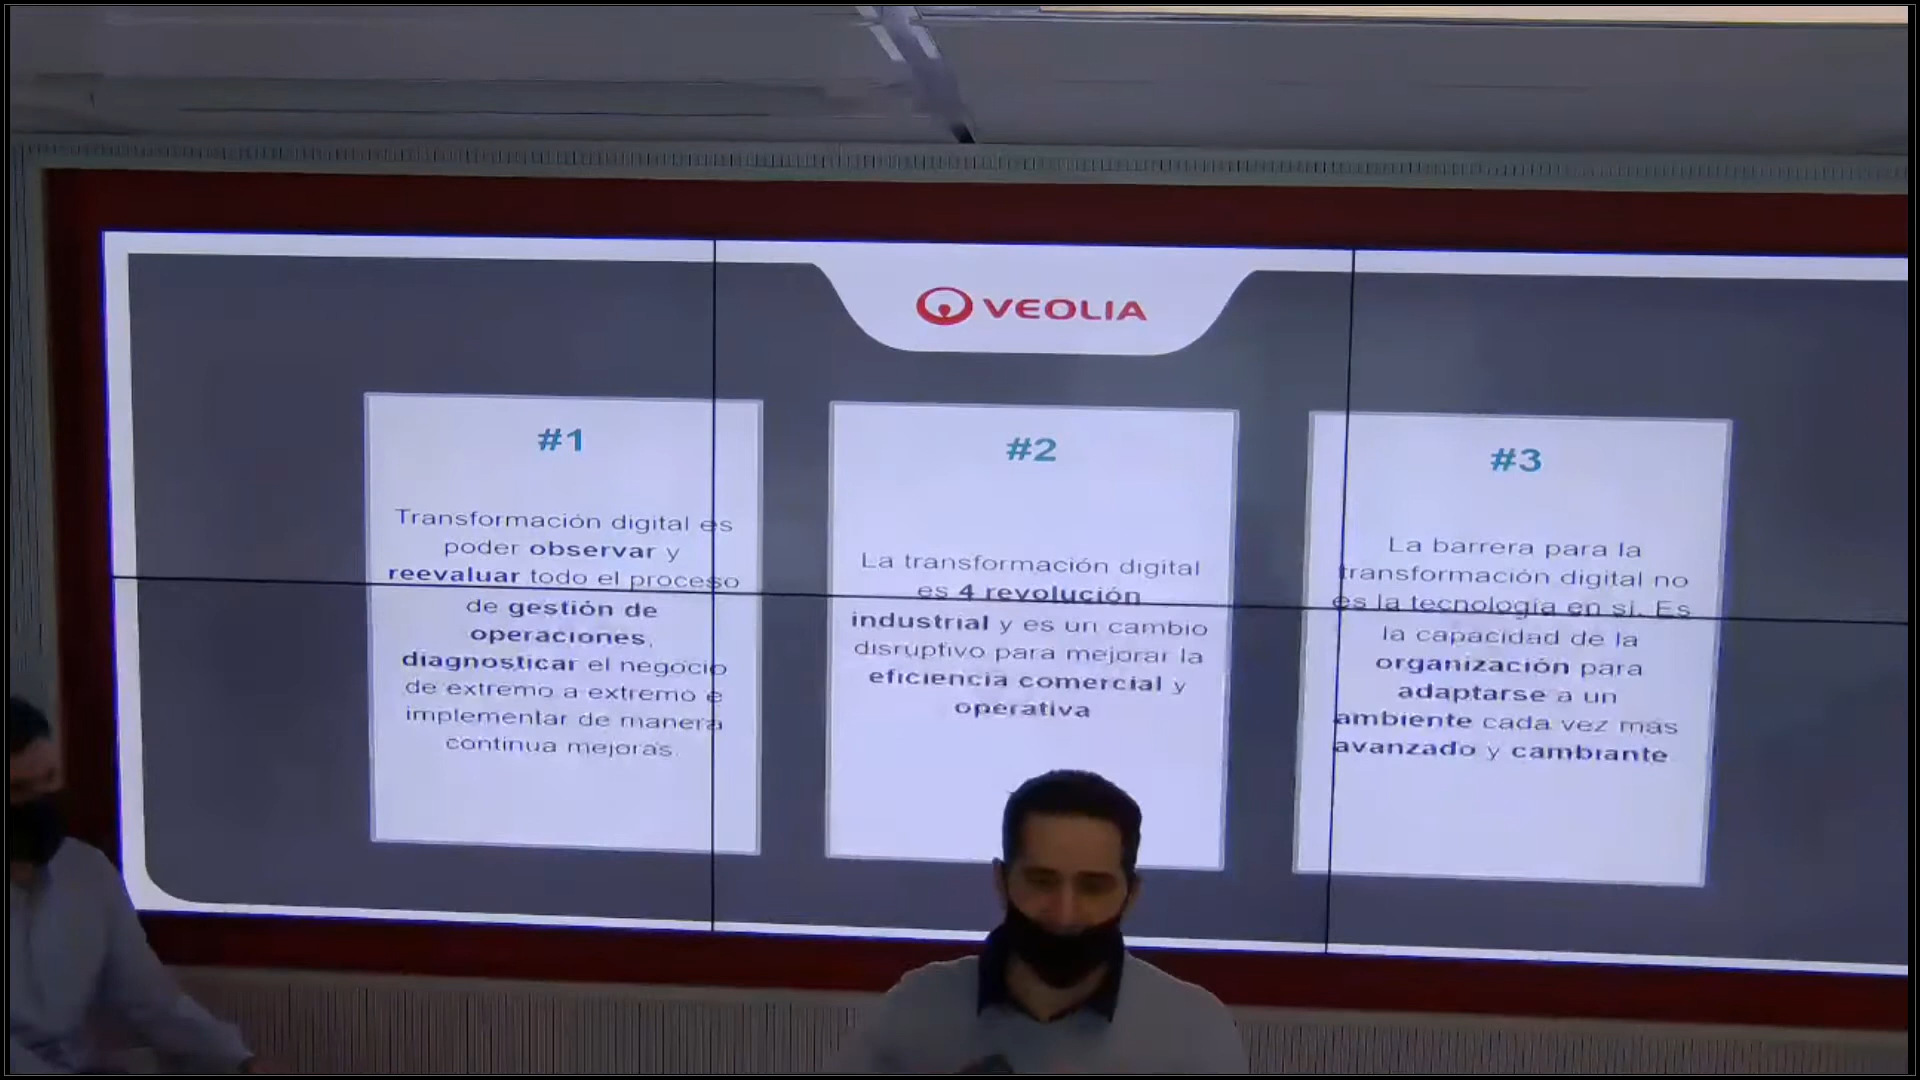 VEOLIA
#1
Transformación digital es
poder observar y
reevaluar todo el proceso
de gestión de
operaciones,
diagnosticar el negocio
de extremo a extremo e
implementar de manera
continua mejoras.
#2
La transformación digital
es 4 revolución
industrial y es un cambio
disruptivo para mejorar la
eficiencia comercial y
operativa
#3
La barrera para la
transformación digital no
es la tecnología en si. Es
la capacidad de la
organización para
adaptarse a un
ambiente cada vez mas
avanzado y cambiante